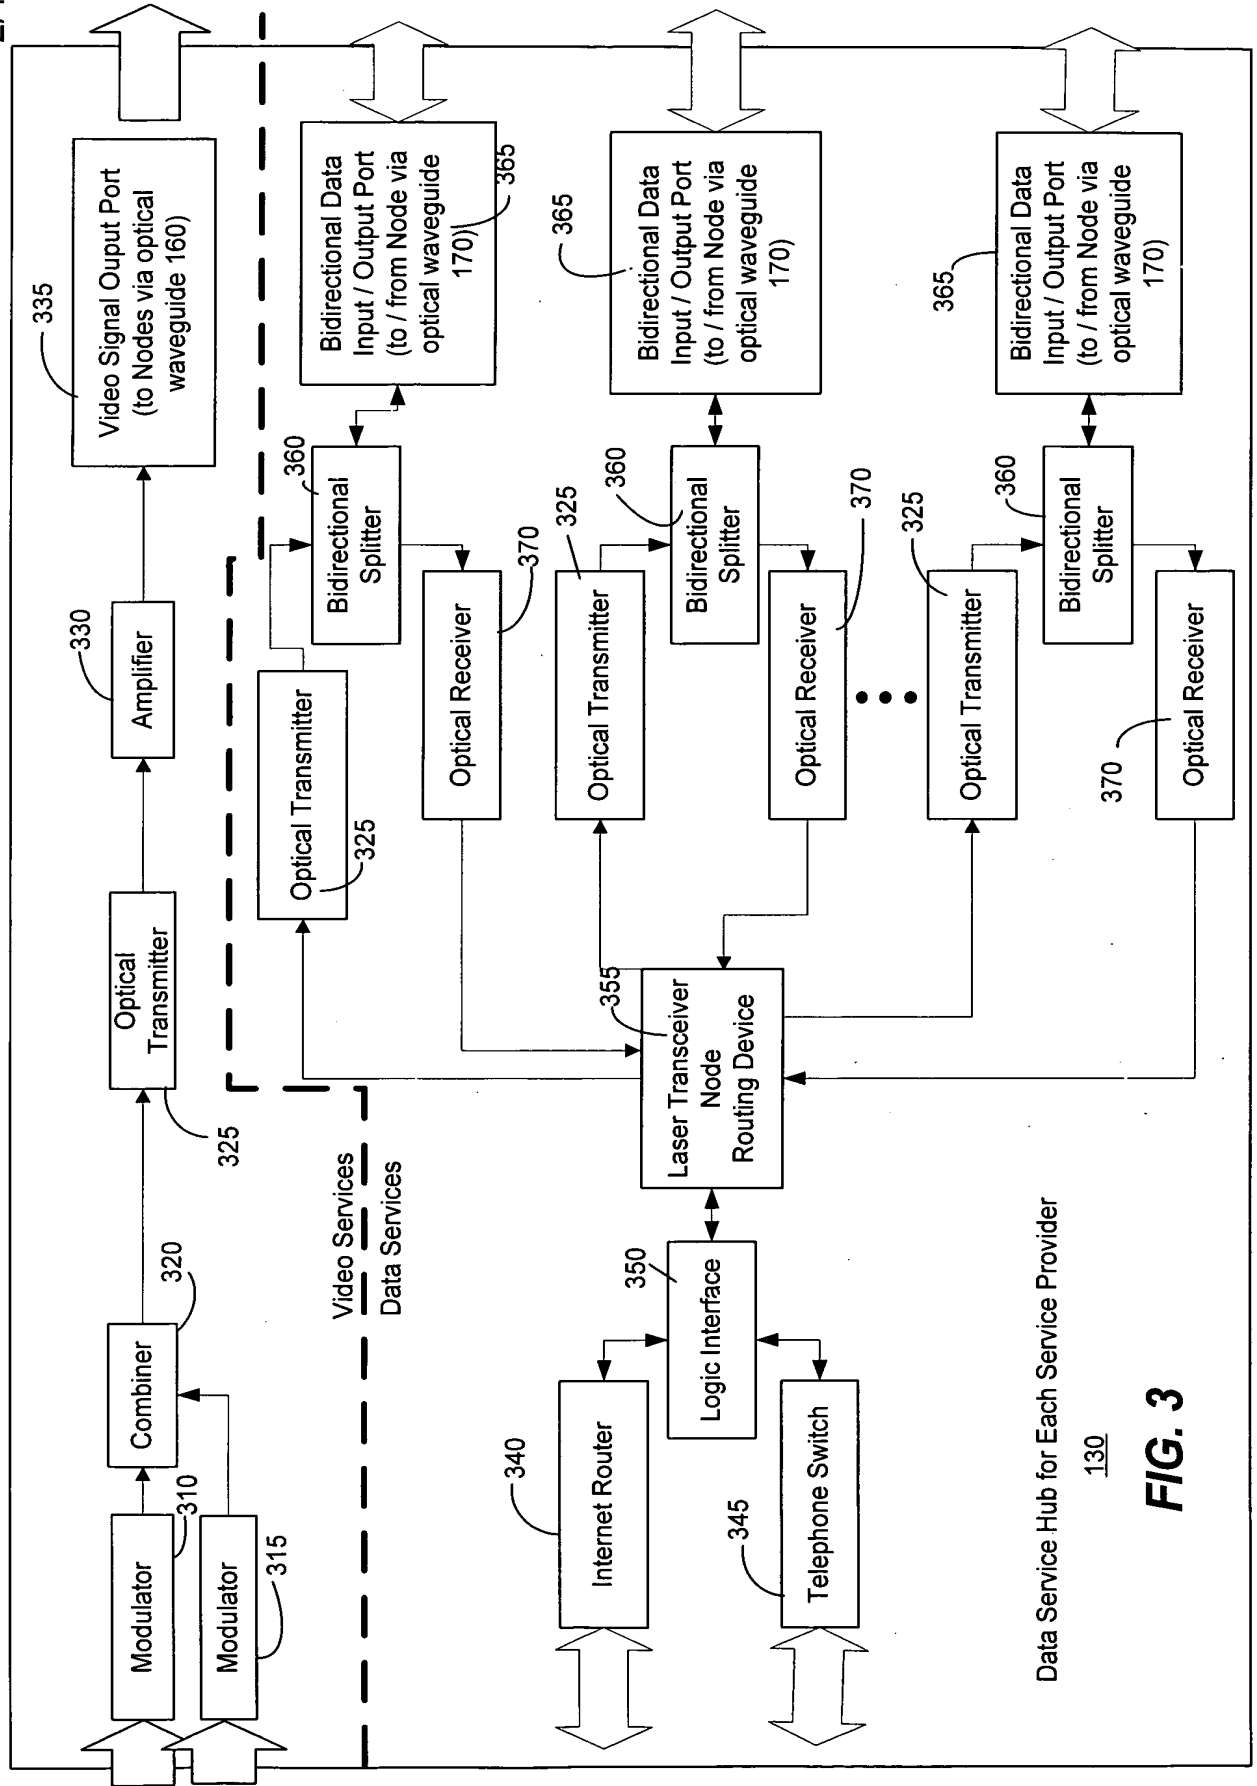 335
Video Signal Ouput Port
(to Nodes via optical
waveguide 160)
330
Amplifier
Optical
Transmitter
325
320
Combiner
Modulator
310
Modulator
315
Video Services
Data Services
Bidirectional Data
Input / Output Port
(to / from Node via
optical waveguide
170)
365
360
Bidirectional
Splitter
Optical Transmitter
325
Optical Receiver
370
365
Bidirectional Data
Input / Output Port
(to / from Node via
optical waveguide
170)
360
Bidirectional
Splitter
325
Optical Transmitter
Optical Receiver
370
365
Bidirectional Data
Input / Output Port
(to / from Node via
optical waveguide
170)
360
Bidirectional
Splitter
325
Optical Transmitter
Optical Receiver
370
355
Laser Transceiver
Node
Routing Device
350
Logic Interface
340
Internet Router
345
Telephone Switch
Data Service Hub for Each Service Provider
130
FIG. 3